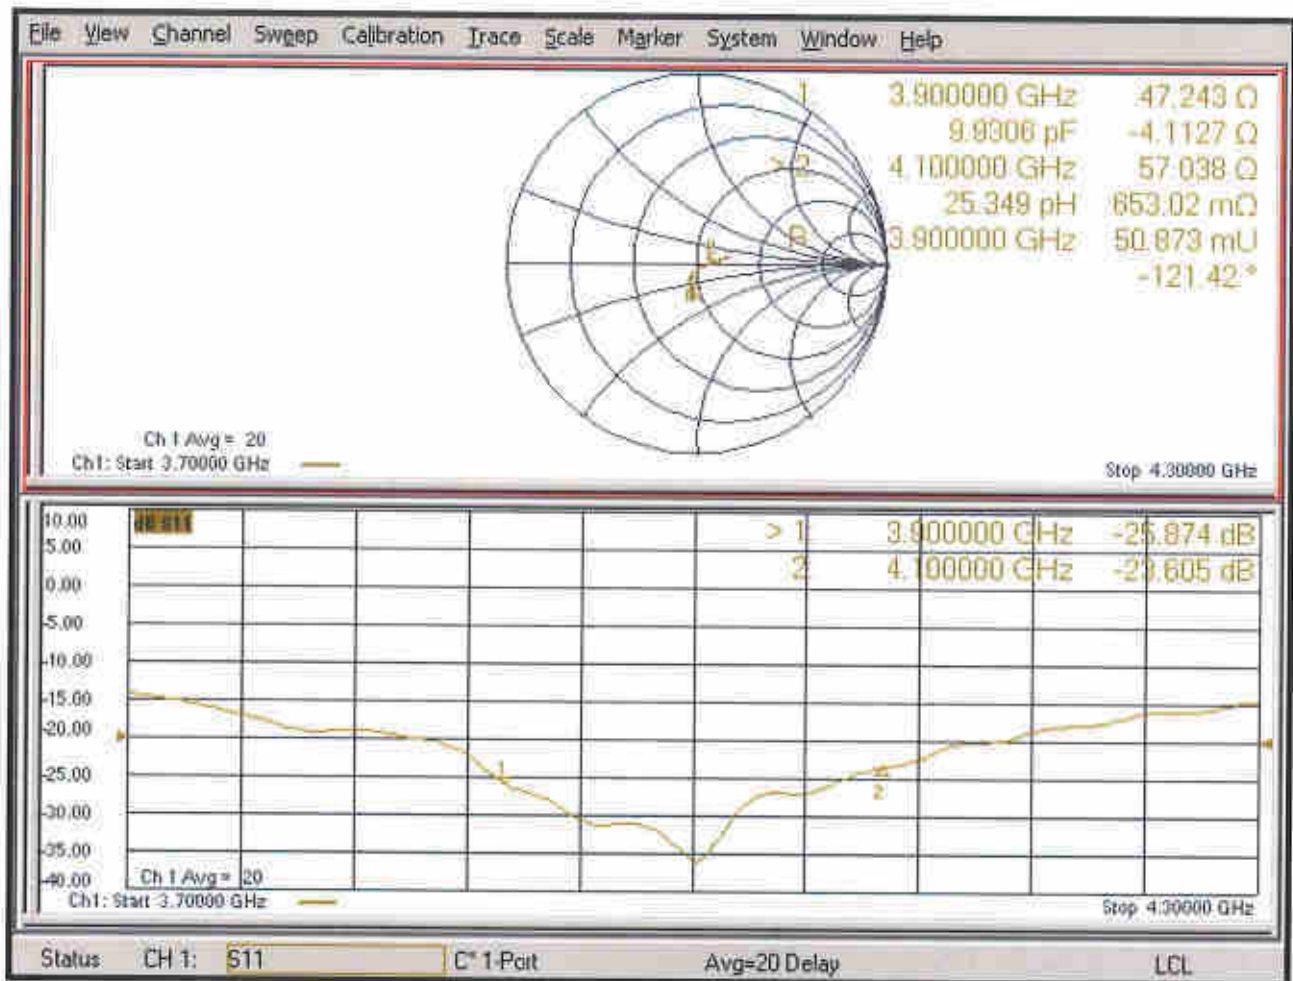 File View Channel Sweep Calibration Trace Scale Marker System Window Help
1 3.900000 GHz 47.243 Ω
9.9306 pF -4.1127 Ω
> 2 4.100000 GHz 57.038 Ω
25.349 pH 653.02 mΩ
R 3.900000 GHz 50.873 mU
-121.42 °
Ch 1 Avg = 20
Ch1: Start 3.70000 GHz
Stop 4.30000 GHz
dB S11
> 1 3.900000 GHz -25.874 dB
2 4.100000 GHz -23.605 dB
10.00
5.00
0.00
-5.00
-10.00
-15.00
-20.00
-25.00
-30.00
-35.00
-40.00
1
2
Ch 1 Avg = 20
Ch1: Start 3.70000 GHz
Stop 4.30000 GHz
Status CH 1: S11 C* 1-Port Avg=20 Delay LCL